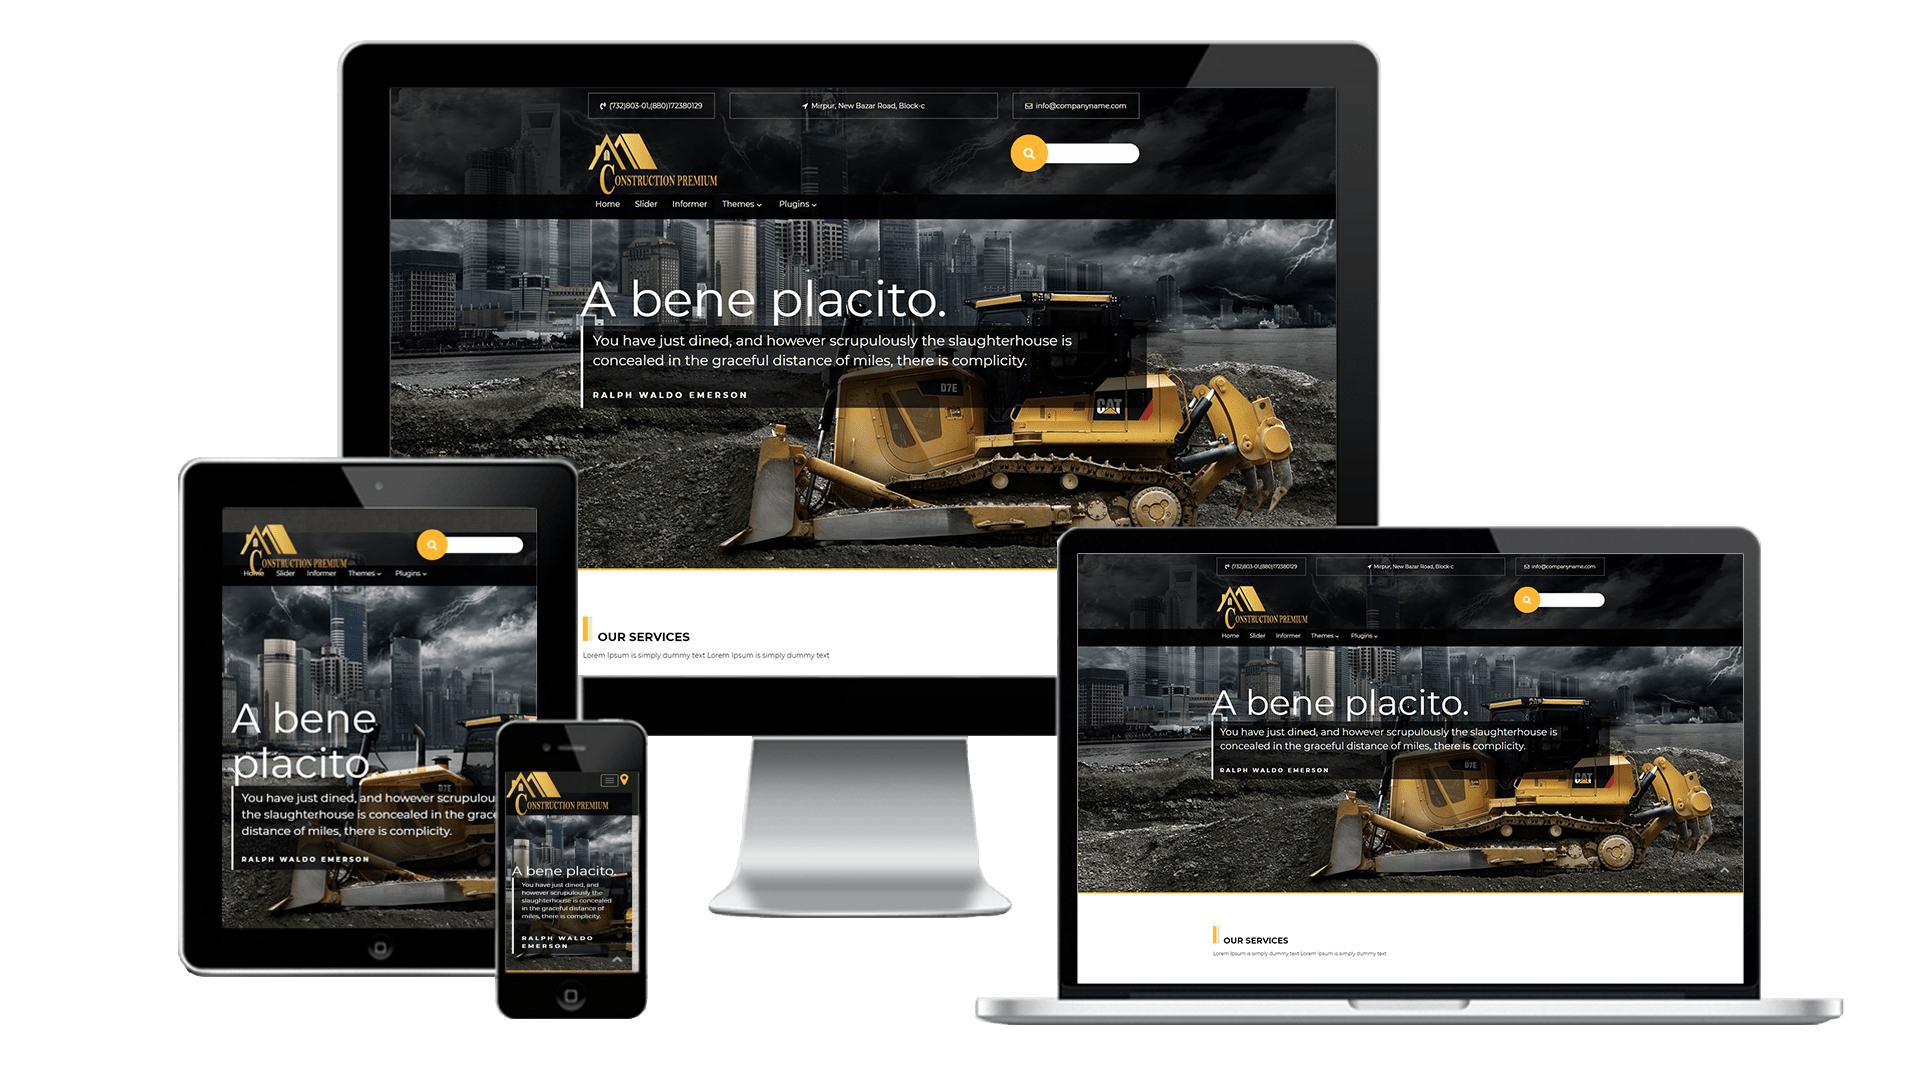 (732)803-01,(880)172380129
Mirpur, New Bazar Road, Block-c
info@companyname.com
CONSTRUCTION PREMIUM
Home Slider Informer Themes Plugins
A bene placito.
You have just dined, and however scrupulously the slaughterhouse is
concealed in the graceful distance of miles, there is complicity.
RALPH WALDO EMERSON
D7E
CAT
OUR SERVICES
Lorem Ipsum is simply dummy text Lorem Ipsum is simply dummy text
CONSTRUCTION PREMIUM
Home Slider Informer Themes Plugins
A bene
placito.
D7E
You have just dined, and however scrupulou
the slaughterhouse is concealed in the grace
distance of miles, there is complicity.
RALPH WALDO EMERSON
CONSTRUCTION PREMIUM
A bene placito.
You have just dined, and
however scrupulously the
slaughterhouse is concealed
in the graceful distance of
miles, there is complicity.
RALPH WALDO
EMERSON
(732)803-01,(880)172380129
Mirpur, New Bazar Road, Block-c
info@companyname.com
CONSTRUCTION PREMIUM
Home Slider Informer Themes Plugins
A bene placito.
You have just dined, and however scrupulously the slaughterhouse is
concealed in the graceful distance of miles, there is complicity.
RALPH WALDO EMERSON
D7E
CAT
OUR SERVICES
Lorem Ipsum is simply dummy text Lorem Ipsum is simply dummy text